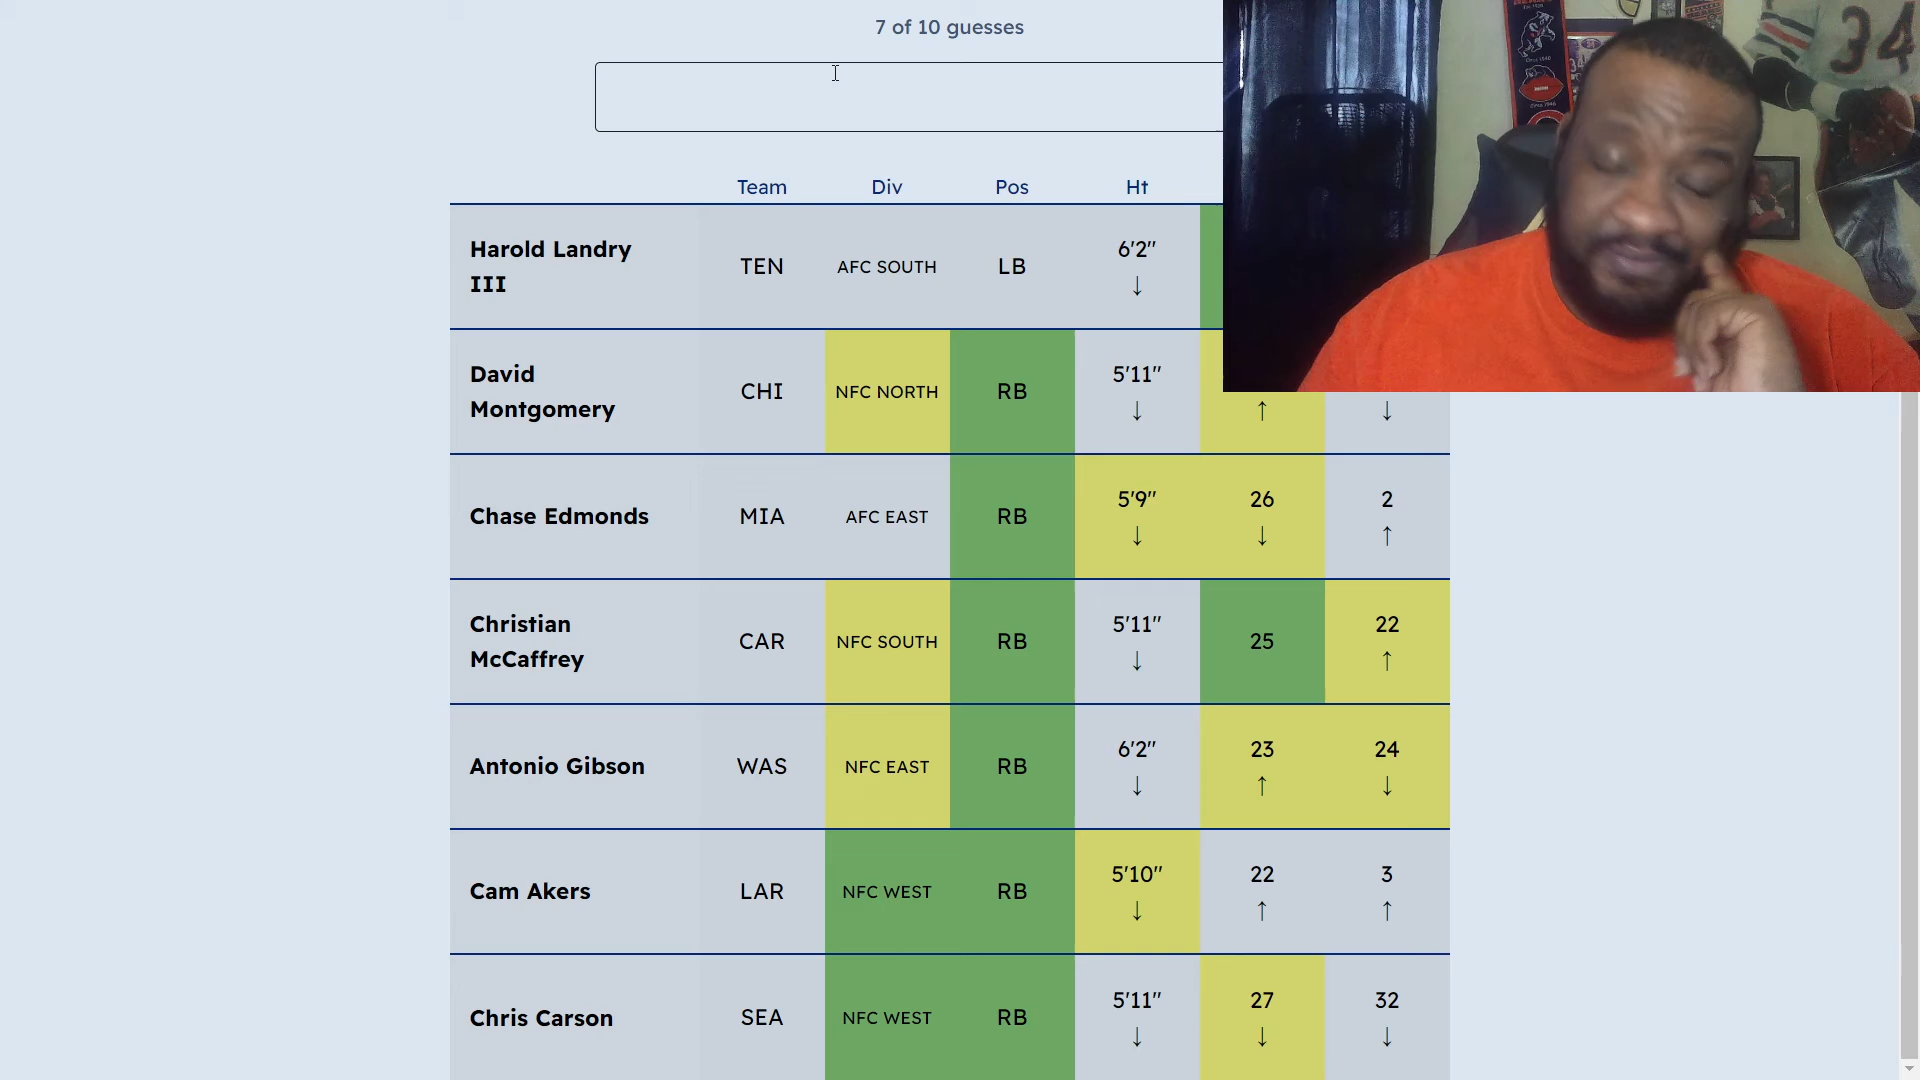 7 of 10 guesses
34
Team Div Pos Ht
Harold Landry III TEN AFC SOUTH LB 6'2" ↓
David Montgomery CHI NFC NORTH RB 5'11" ↓ ↑ ↓
Chase Edmonds MIA AFC EAST RB 5'9" ↓ 26 ↓ 2 ↑
Christian McCaffrey CAR NFC SOUTH RB 5'11" ↓ 25 22 ↑
Antonio Gibson WAS NFC EAST RB 6'2" ↓ 23 ↑ 24 ↓
Cam Akers LAR NFC WEST RB 5'10" ↓ 22 ↑ 3 ↑
Chris Carson SEA NFC WEST RB 5'11" ↓ 27 ↓ 32 ↓